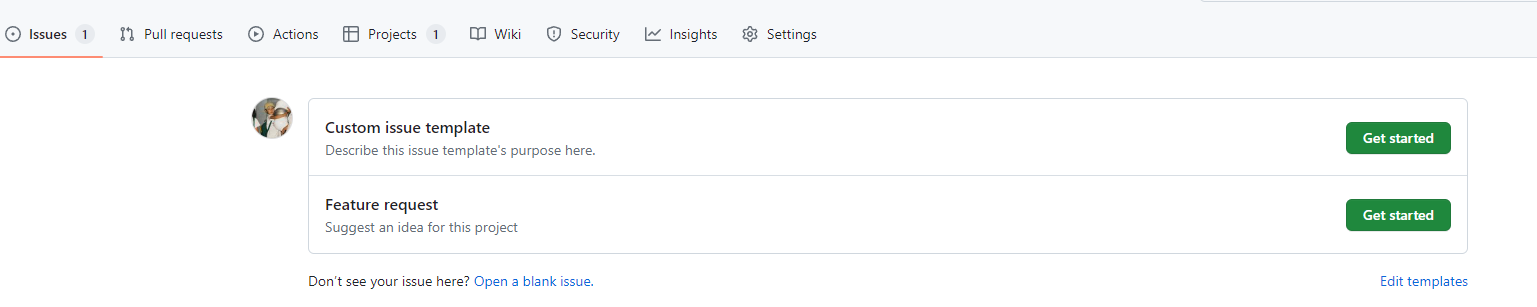 Issues 1 Pull requests Actions Projects 1 Wiki Security Insights Settings
Custom issue template
Describe this issue template's purpose here.
Get started
Feature request
Suggest an idea for this project
Get started
Don't see your issue here? Open a blank issue. Edit templates